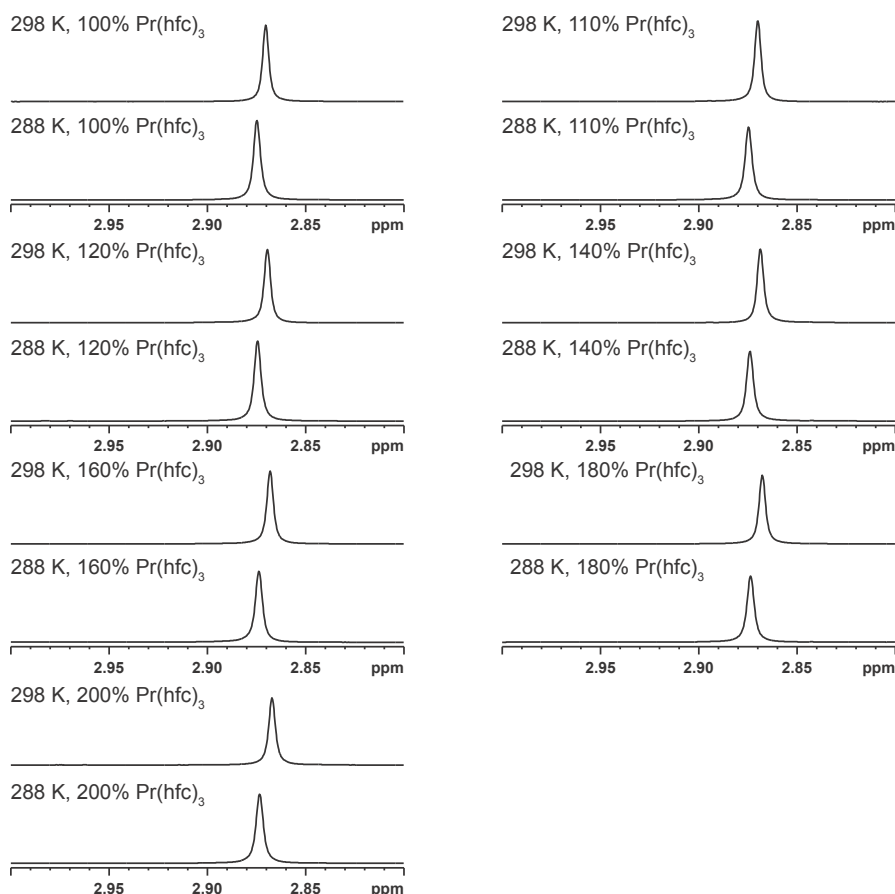 298 K, 100% Pr(hfc)₃
288 K, 100% Pr(hfc)₃
2.95 2.90 2.85 ppm
298 K, 110% Pr(hfc)₃
288 K, 110% Pr(hfc)₃
2.95 2.90 2.85 ppm
298 K, 120% Pr(hfc)₃
288 K, 120% Pr(hfc)₃
2.95 2.90 2.85 ppm
298 K, 140% Pr(hfc)₃
288 K, 140% Pr(hfc)₃
2.95 2.90 2.85 ppm
298 K, 160% Pr(hfc)₃
288 K, 160% Pr(hfc)₃
2.95 2.90 2.85 ppm
298 K, 180% Pr(hfc)₃
288 K, 180% Pr(hfc)₃
2.95 2.90 2.85 ppm
298 K, 200% Pr(hfc)₃
288 K, 200% Pr(hfc)₃
2.95 2.90 2.85 ppm